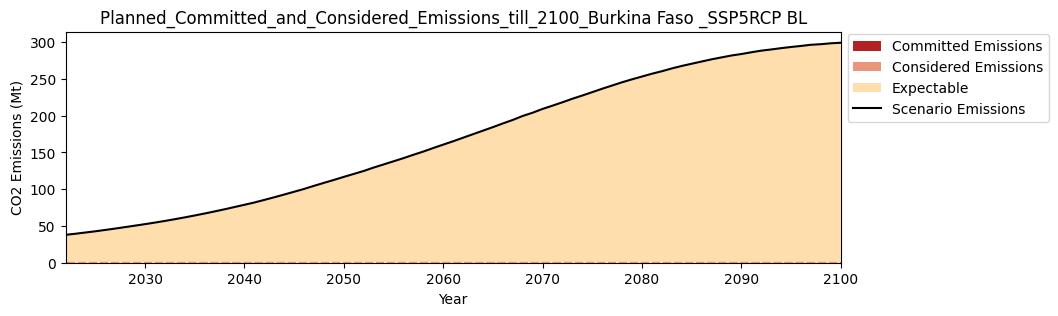 Planned_Committed_and_Considered_Emissions_till_2100_Burkina Faso _SSP5RCP BL
CO2 Emissions (Mt)
300
250
200
150
100
50
0
2030 2040 2050 2060 2070 2080 2090 2100
Year
Committed Emissions
Considered Emissions
Expectable
Scenario Emissions